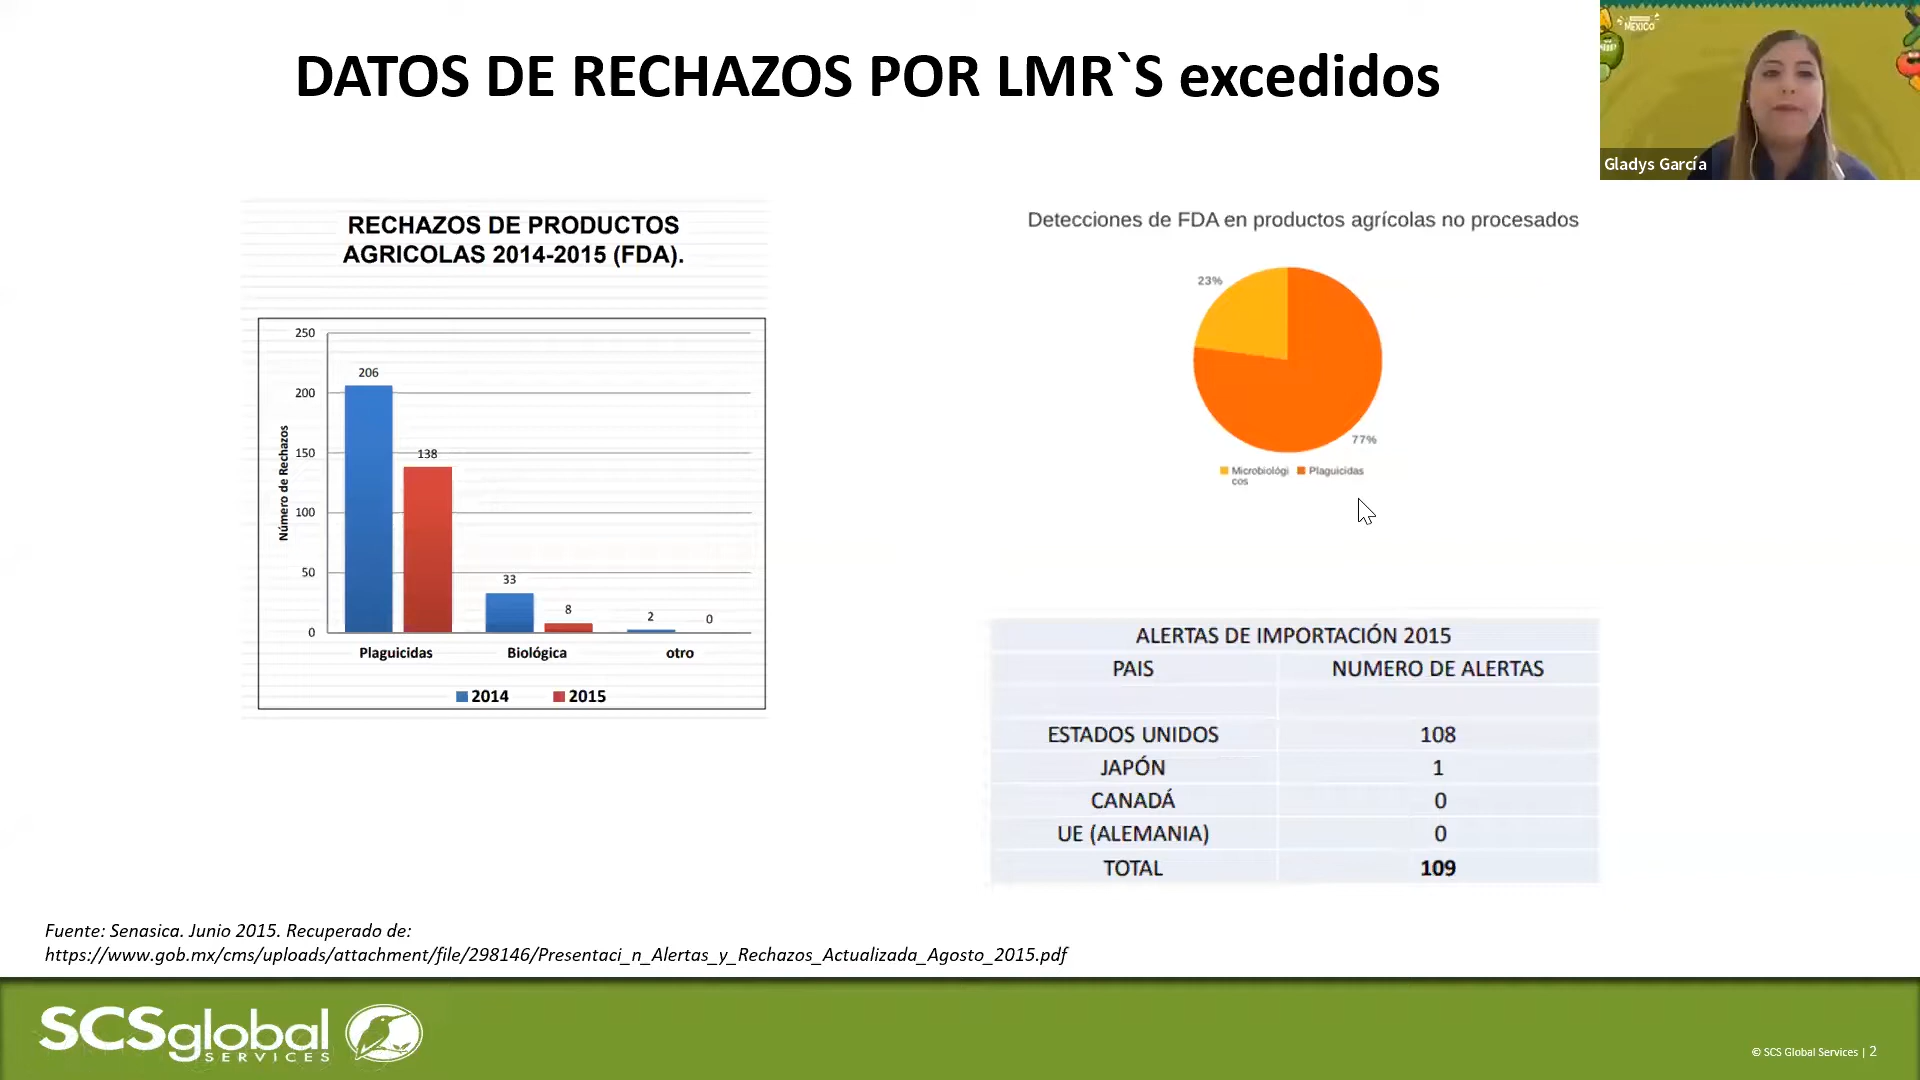 DATOS DE RECHAZOS POR LMR`S excedidos
MEXICO
Gladys García
RECHAZOS DE PRODUCTOS
AGRICOLAS 2014-2015 (FDA).
Número de Rechazos
250
200
150
100
50
0
206
138
33
8
2
0
Plaguicidas
Biológica
otro
2014
2015
Detecciones de FDA en productos agrícolas no procesados
23%
77%
Microbiológi
cos
Plaguicidas
ALERTAS DE IMPORTACIÓN 2015
PAIS NUMERO DE ALERTAS
ESTADOS UNIDOS 108
JAPÓN 1
CANADÁ 0
UE (ALEMANIA) 0
TOTAL 109
Fuente: Senasica. Junio 2015. Recuperado de:
https://www.gob.mx/cms/uploads/attachment/file/298146/Presentaci_n_Alertas_y_Rechazos_Actualizada_Agosto_2015.pdf
SCSglobal
SERVICES
© SCS Global Services | 2